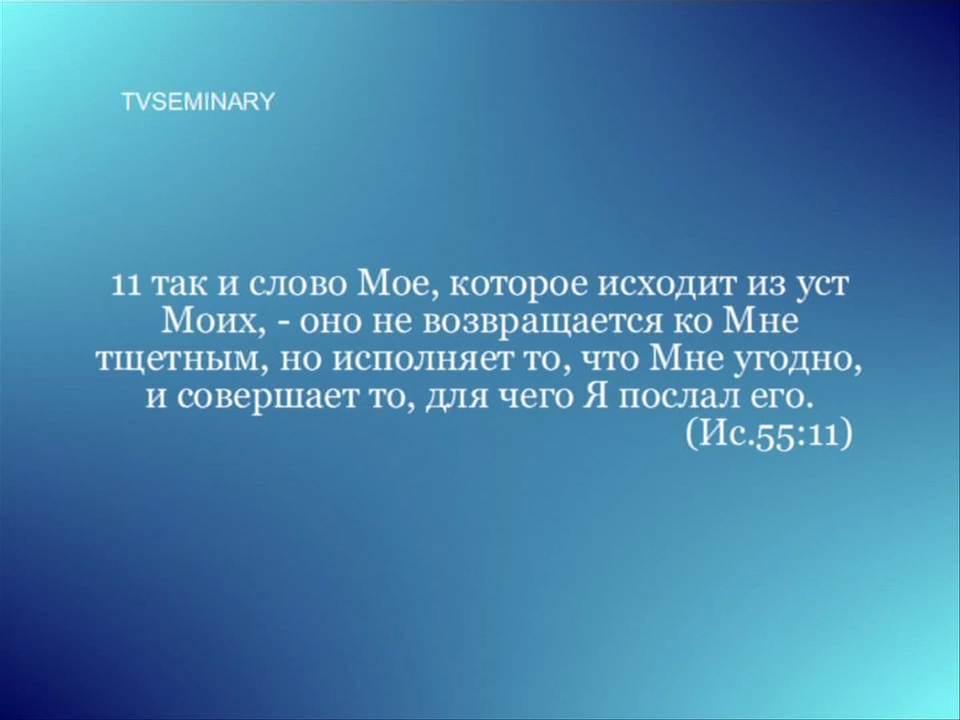 TVSEMINARY
11 так и слово Мое, которое исходит из уст
Моих, - оно не возвращается ко Мне
тщетным, но исполняет то, что Мне угодно,
и совершает то, для чего Я послал его.
(Ис.55:11)